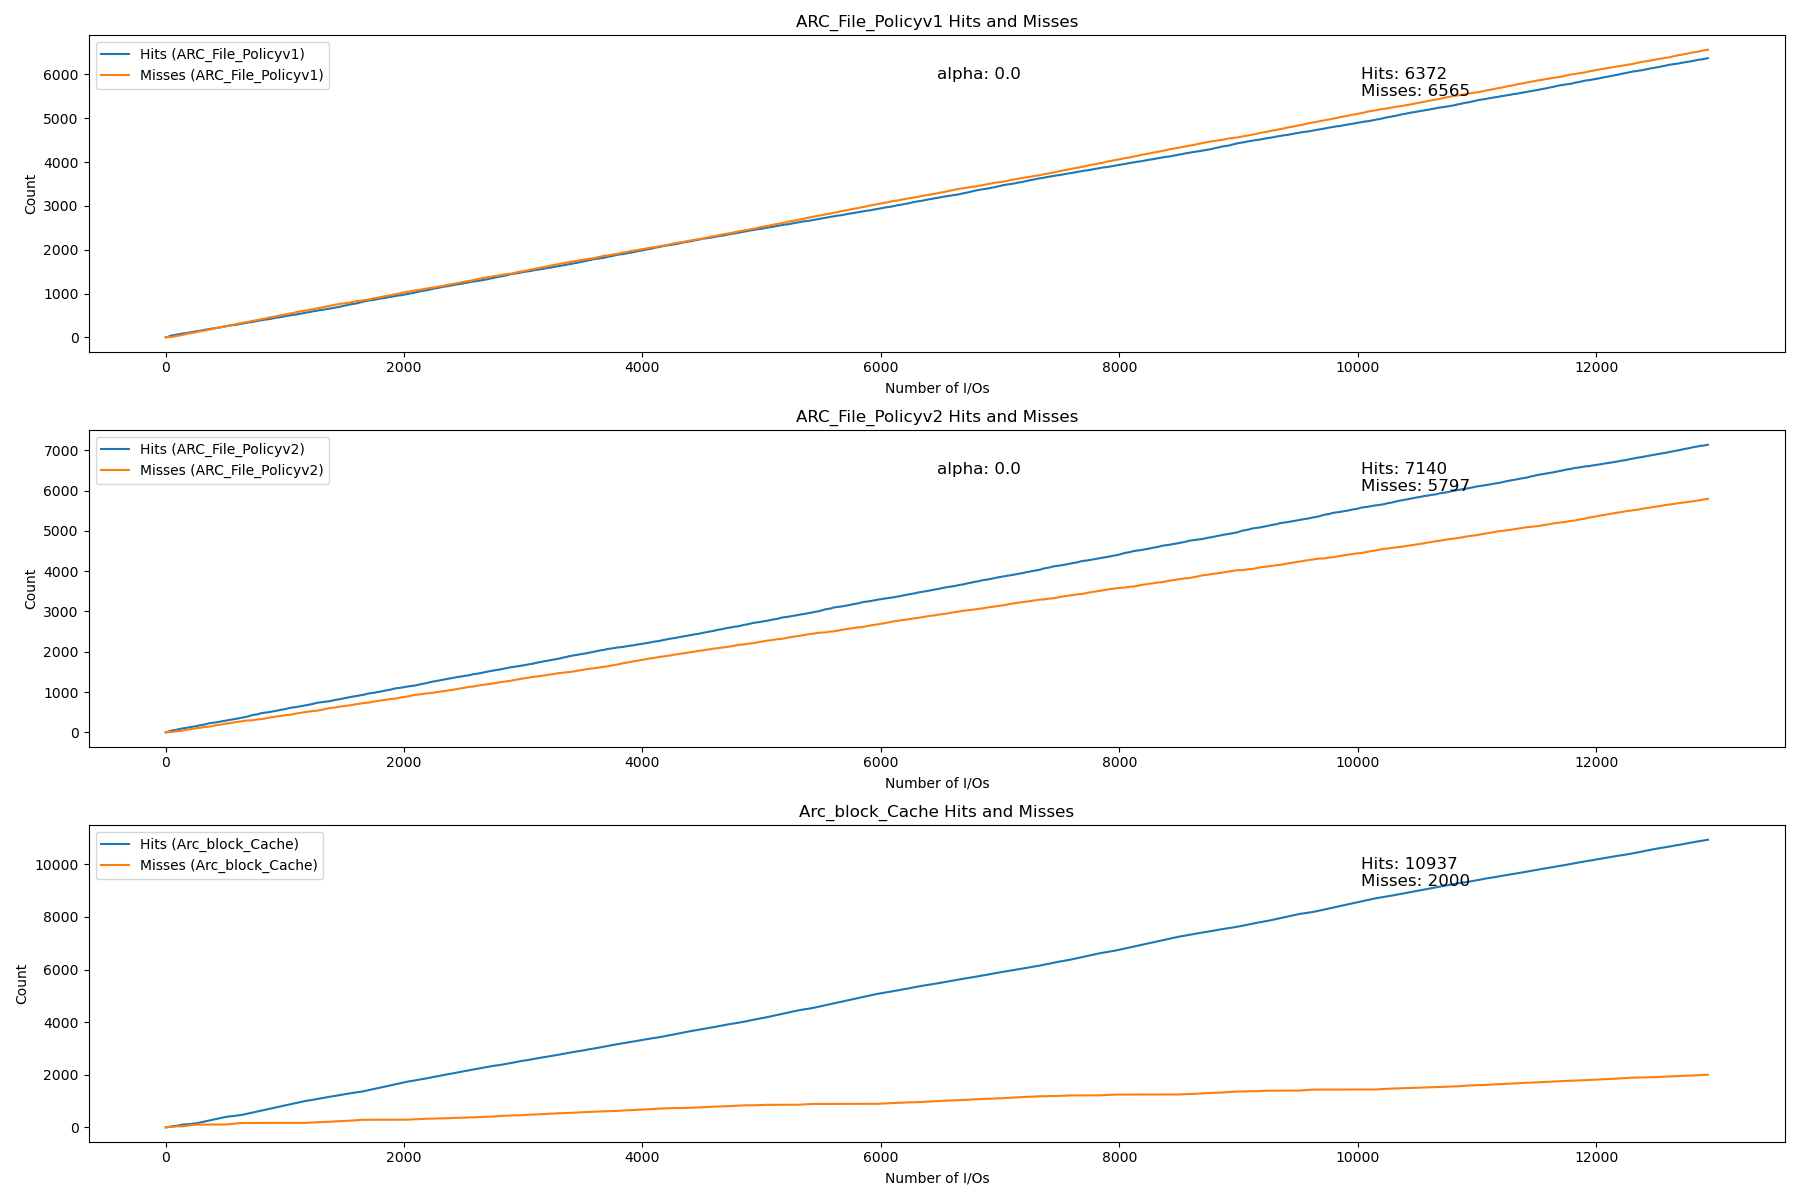 ARC_File_Policyv1 Hits and Misses
Hits (ARC_File_Policyv1)
Misses (ARC_File_Policyv1)
alpha: 0.0
Hits: 6372
Misses: 6565
6000
5000
4000
3000
2000
1000
0
Count
0 2000 4000 6000 8000 10000 12000
Number of I/Os
ARC_File_Policyv2 Hits and Misses
Hits (ARC_File_Policyv2)
Misses (ARC_File_Policyv2)
alpha: 0.0
Hits: 7140
Misses: 5797
7000
6000
5000
4000
3000
2000
1000
0
Count
0 2000 4000 6000 8000 10000 12000
Number of I/Os
Arc_block_Cache Hits and Misses
Hits (Arc_block_Cache)
Misses (Arc_block_Cache)
Hits: 10937
Misses: 2000
10000
8000
6000
4000
2000
0
Count
0 2000 4000 6000 8000 10000 12000
Number of I/Os